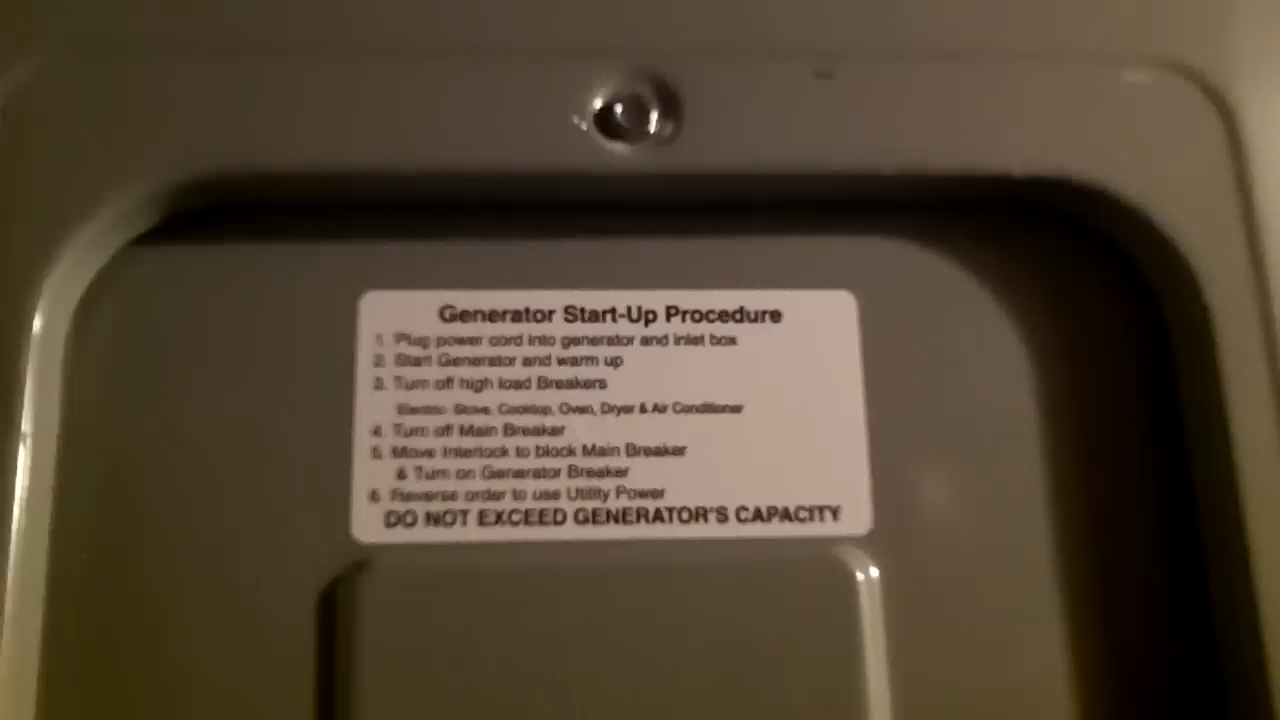 Generator Start-Up Procedure
1. Plug power cord into generator and inlet box
2. Start Generator and warm up
3. Turn off high load Breakers
Electric Stove, Cooktop, Oven, Dryer & Air Conditioner
4. Turn off Main Breaker
5. Move Interlock to block Main Breaker
& Turn on Generator Breaker
6. Reverse order to use Utility Power
DO NOT EXCEED GENERATOR'S CAPACITY